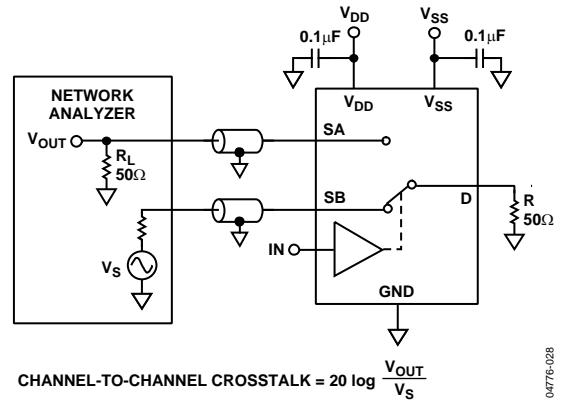 V_DD V_SS
0.1μF 0.1μF
NETWORK
ANALYZER
V_DD V_SS
V_OUT SA
R_L
50Ω
SB D R
50Ω
V_S IN
GND
CHANNEL-TO-CHANNEL CROSSTALK = 20 log V_OUT / V_S
04776-028